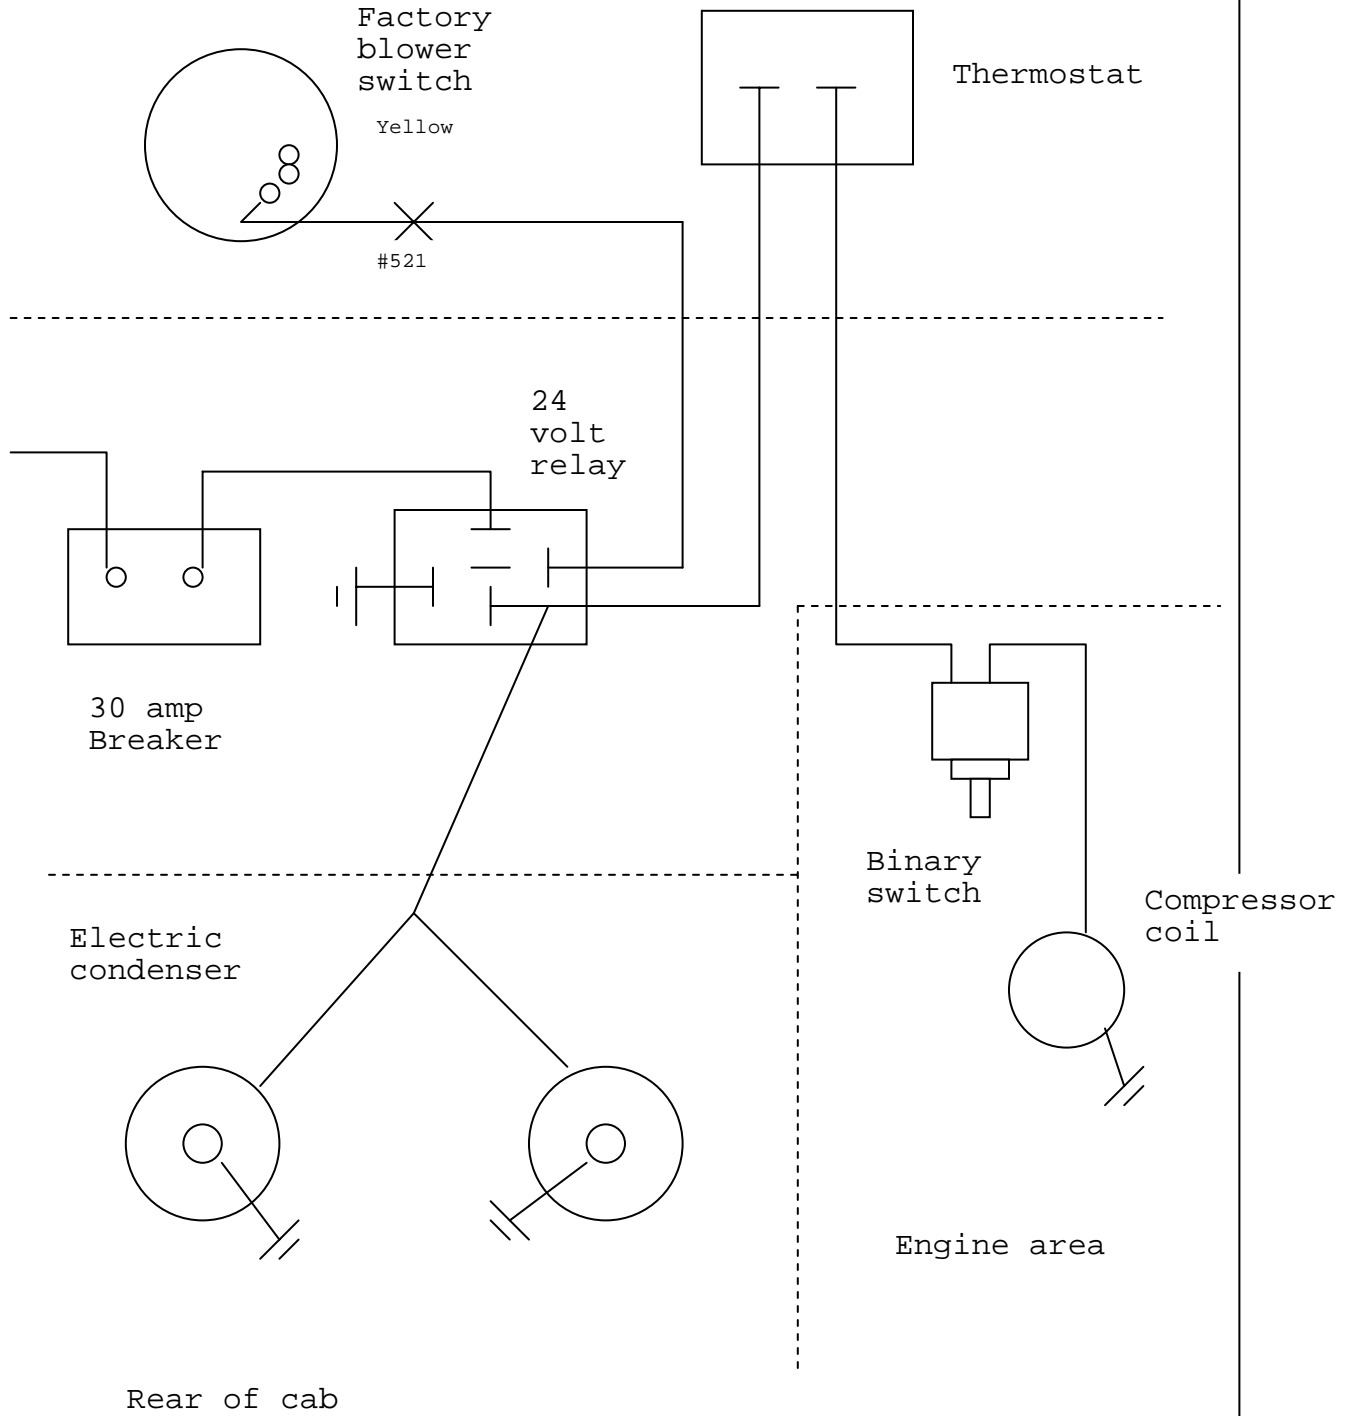 Factory
blower
switch
Yellow
#521
Thermostat
24
volt
relay
30 amp
Breaker
Binary
switch
Compressor
coil
Electric
condenser
Engine area
Rear of cab